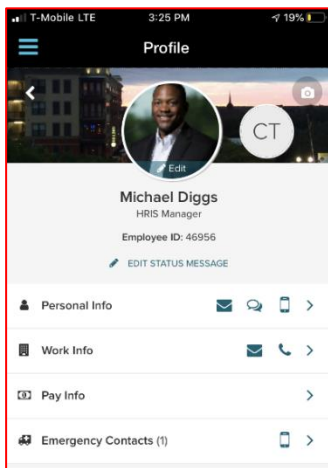 T-Mobile LTE 3:25 PM 19%
Profile
CT
Edit
Michael Diggs
HRIS Manager
Employee ID: 46956
EDIT STATUS MESSAGE
Personal Info
Work Info
Pay Info
Emergency Contacts (1)